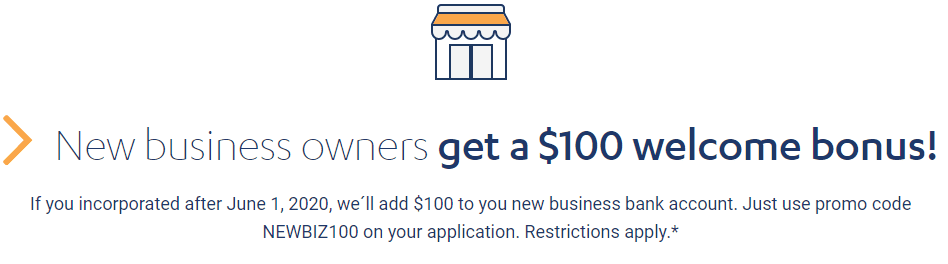 New business owners get a $100 welcome bonus!
If you incorporated after June 1, 2020, we´ll add $100 to you new business bank account. Just use promo code
NEWBIZ100 on your application. Restrictions apply.*